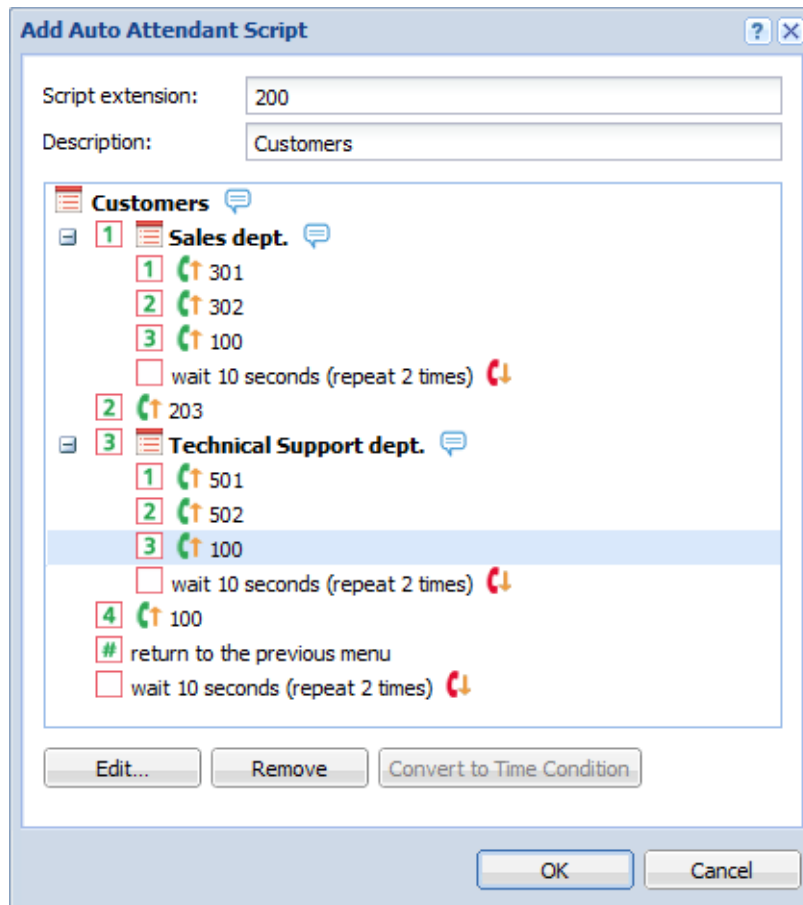 Add Auto Attendant Script ? X
Script extension: 200
Description: Customers
Customers
1 Sales dept.
1 301
2 302
3 100
wait 10 seconds (repeat 2 times)
2 203
3 Technical Support dept.
1 501
2 502
3 100
wait 10 seconds (repeat 2 times)
4 100
# return to the previous menu
wait 10 seconds (repeat 2 times)
Edit... Remove Convert to Time Condition
OK Cancel